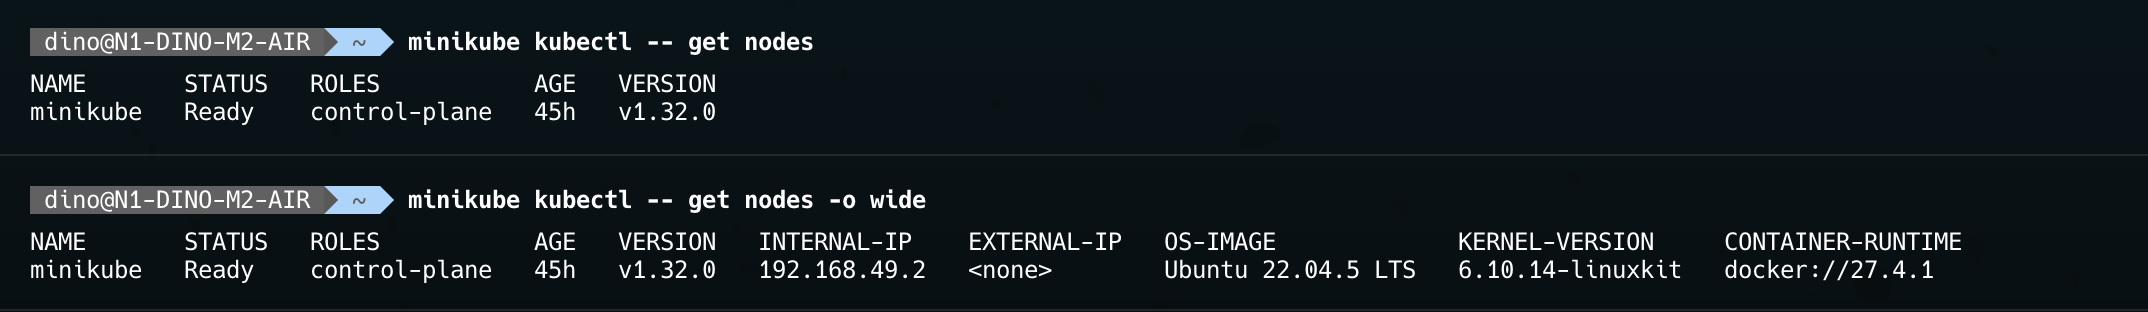 dino@N1-DINO-M2-AIR ~ minikube kubectl -- get nodes
NAME STATUS ROLES AGE VERSION
minikube Ready control-plane 45h v1.32.0
dino@N1-DINO-M2-AIR ~ minikube kubectl -- get nodes -o wide
NAME STATUS ROLES AGE VERSION INTERNAL-IP EXTERNAL-IP OS-IMAGE KERNEL-VERSION CONTAINER-RUNTIME
minikube Ready control-plane 45h v1.32.0 192.168.49.2 <none> Ubuntu 22.04.5 LTS 6.10.14-linuxkit docker://27.4.1